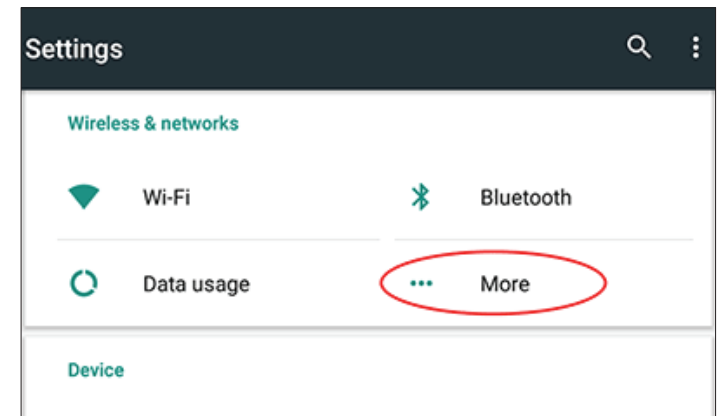 Settings
Wireless & networks
Wi-Fi
Bluetooth
Data usage
More
Device